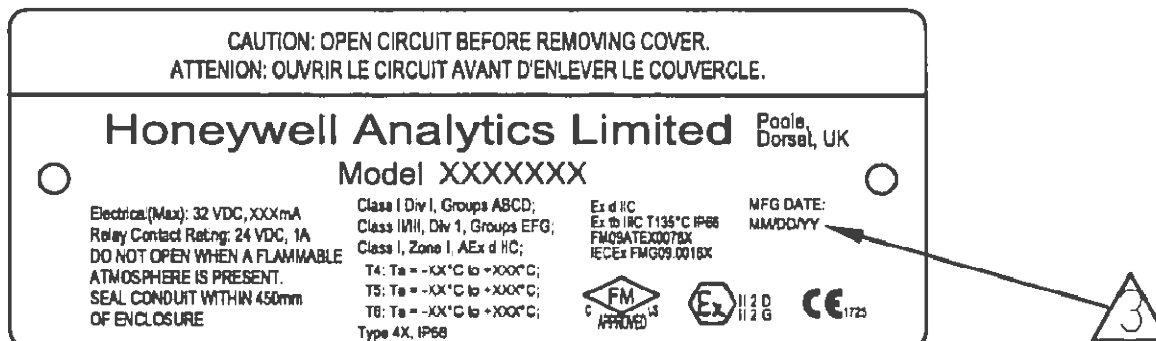 CAUTION: OPEN CIRCUIT BEFORE REMOVING COVER.
ATTENION: OUVRIR LE CIRCUIT AVANT D'ENLEVER LE COUVERCLE.
Honeywell Analytics Limited
Poole,
Dorset, UK
Model XXXXXXX
Electrical(Max): 32 VDC, XXXmA
Relay Contact Rating: 24 VDC, 1A
DO NOT OPEN WHEN A FLAMMABLE
ATMOSPHERE IS PRESENT.
SEAL CONDUIT WITHIN 450mm
OF ENCLOSURE
Class I Div I, Groups ABCD;
Class II/III, Div 1, Groups EFG;
Class I, Zone I, AEx d IIC;
T4: Ta = -XX°C to +XXX°C;
T5: Ta = -XX°C to +XXX°C;
T6: Ta = -XX°C to +XXX°C;
Type 4X, IP66
Ex d IIC
Ex tb IIIC T135°C IP66
FM09ATEX0076X
IECEx FMG09.0016X
FM
C US
APPROVED
Ex
II 2 D
II 2 G
CE 1725
MFG DATE:
MM/DD/YY
3